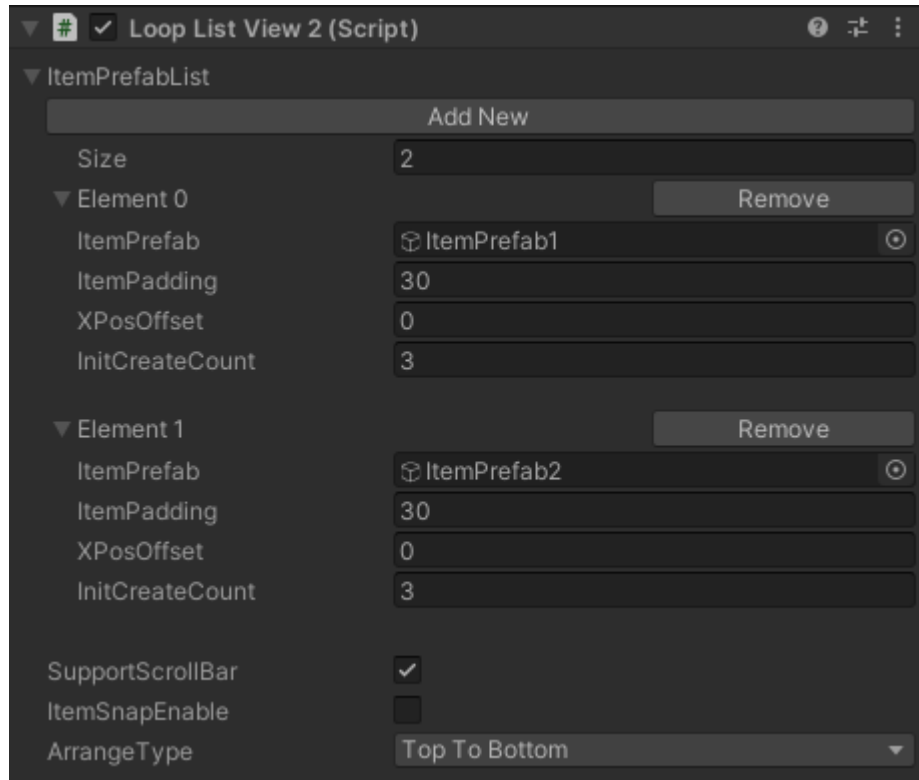 Loop List View 2 (Script)
ItemPrefabList
Add New
Size 2
Element 0 Remove
ItemPrefab ItemPrefab1
ItemPadding 30
XPosOffset 0
InitCreateCount 3
Element 1 Remove
ItemPrefab ItemPrefab2
ItemPadding 30
XPosOffset 0
InitCreateCount 3
SupportScrollBar
ItemSnapEnable
ArrangeType Top To Bottom